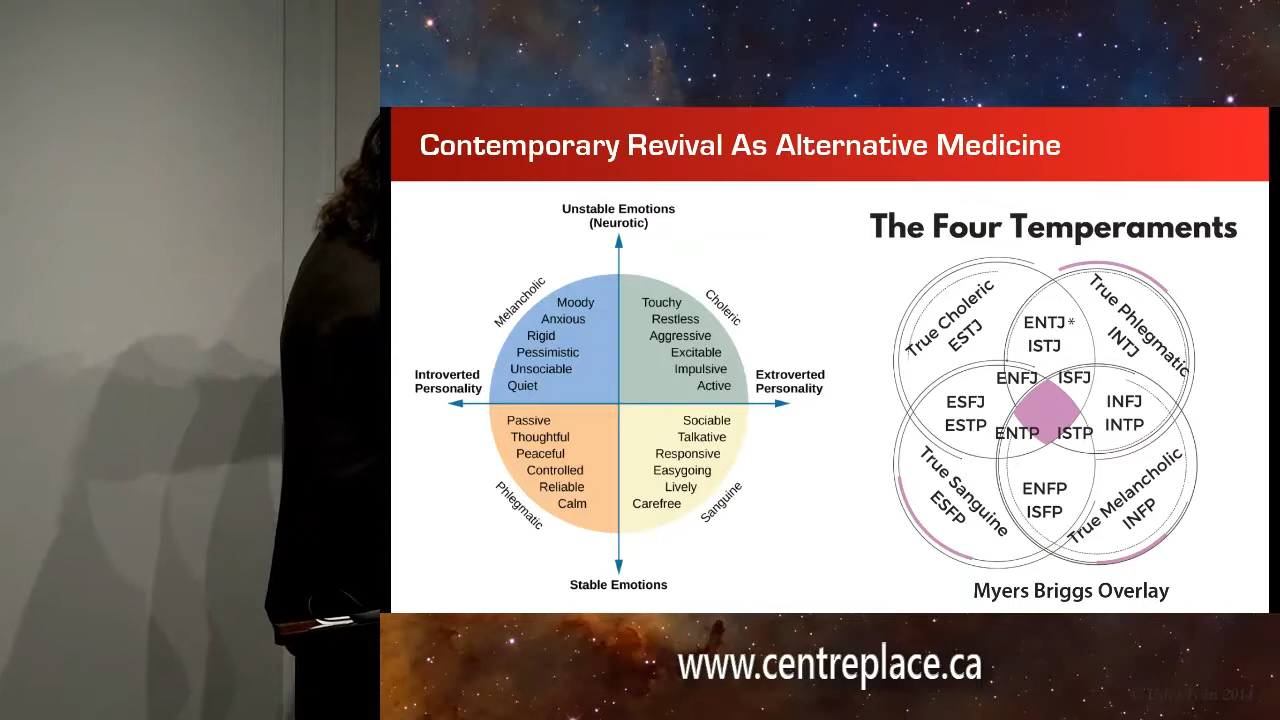 Contemporary Revival As Alternative Medicine
Unstable Emotions
(Neurotic)
Melancholic
Choleric
Moody
Anxious
Rigid
Pessimistic
Unsociable
Quiet
Touchy
Restless
Aggressive
Excitable
Impulsive
Active
Introverted
Personality
Extroverted
Personality
Passive
Thoughtful
Peaceful
Controlled
Reliable
Calm
Sociable
Talkative
Responsive
Easygoing
Lively
Carefree
Phlegmatic
Sanguine
Stable Emotions
The Four Temperaments
True Choleric
ESTJ
ENTJ*
ISTJ
True Phlegmatic
INTJ
ENFJ
ISFJ
ESFJ
ESTP
INFJ
INTP
ENTP
ISTP
True Sanguine
ESFP
ENFP
ISFP
True Melancholic
INFP
Myers Briggs Overlay
www.centreplace.ca